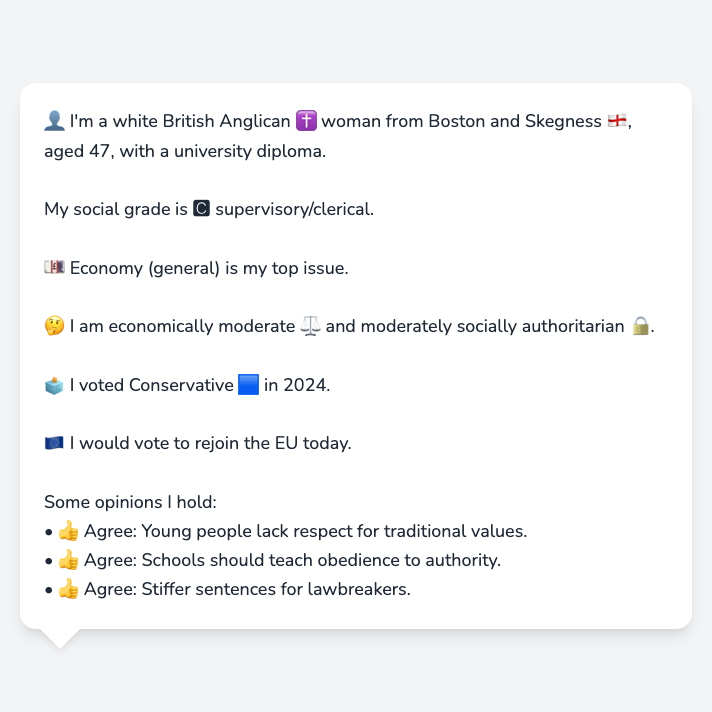 👤 I'm a white British Anglican ✝️ woman from Boston and Skegness 🏴󠁧󠁢󠁥󠁮󠁧󠁿,
aged 47, with a university diploma.
My social grade is 🅲 supervisory/clerical.
💷 Economy (general) is my top issue.
🤔 I am economically moderate ⚖️ and moderately socially authoritarian 🔒.
🗳️ I voted Conservative 🟦 in 2024.
🇪🇺 I would vote to rejoin the EU today.
Some opinions I hold:
• 👍 Agree: Young people lack respect for traditional values.
• 👍 Agree: Schools should teach obedience to authority.
• 👍 Agree: Stiffer sentences for lawbreakers.